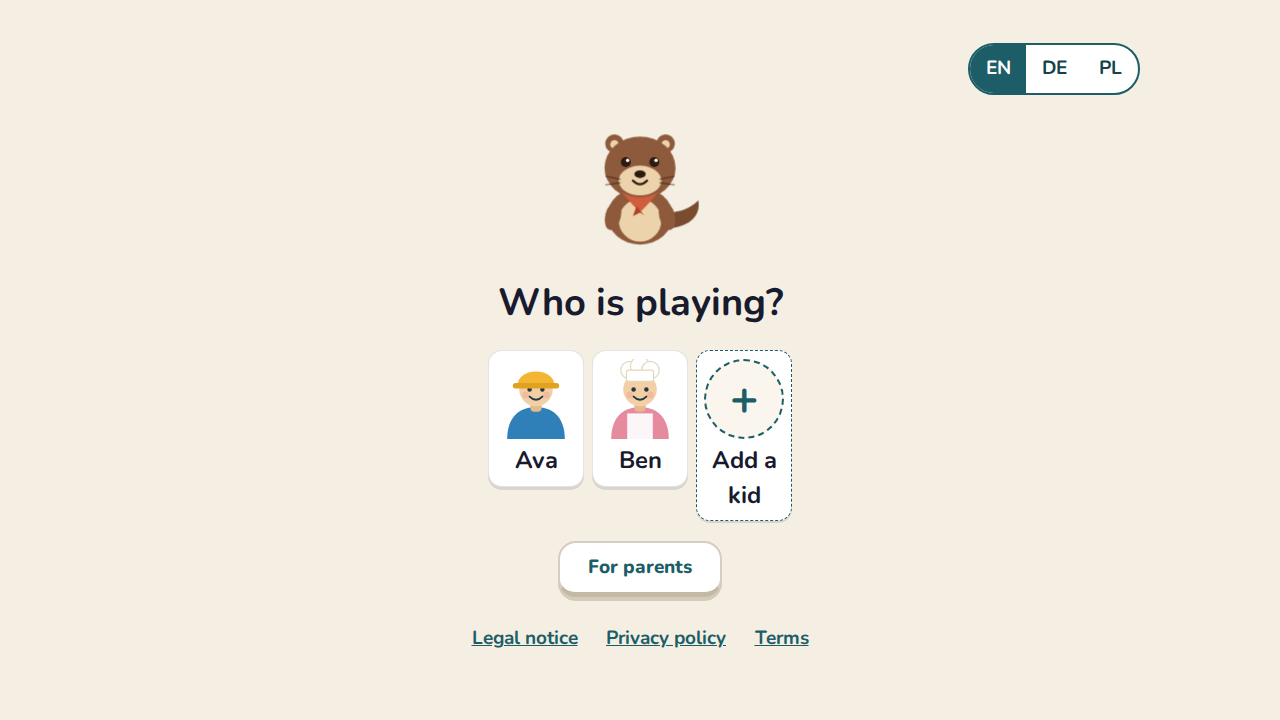 EN DE PL
Who is playing?
Ava Ben Add a
kid
For parents
Legal notice Privacy policy Terms